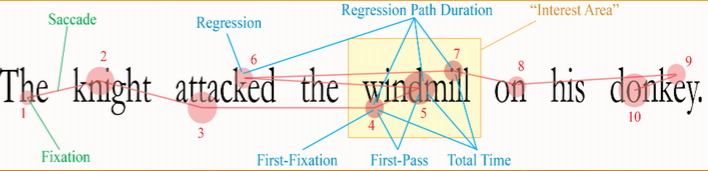 Regression Path Duration
"Interest Area"
Saccade
Regression
2
6
7
8
9
The knight attacked the windmill on his donkey.
1
3
4
5
10
Fixation
First-Fixation
First-Pass
Total Time